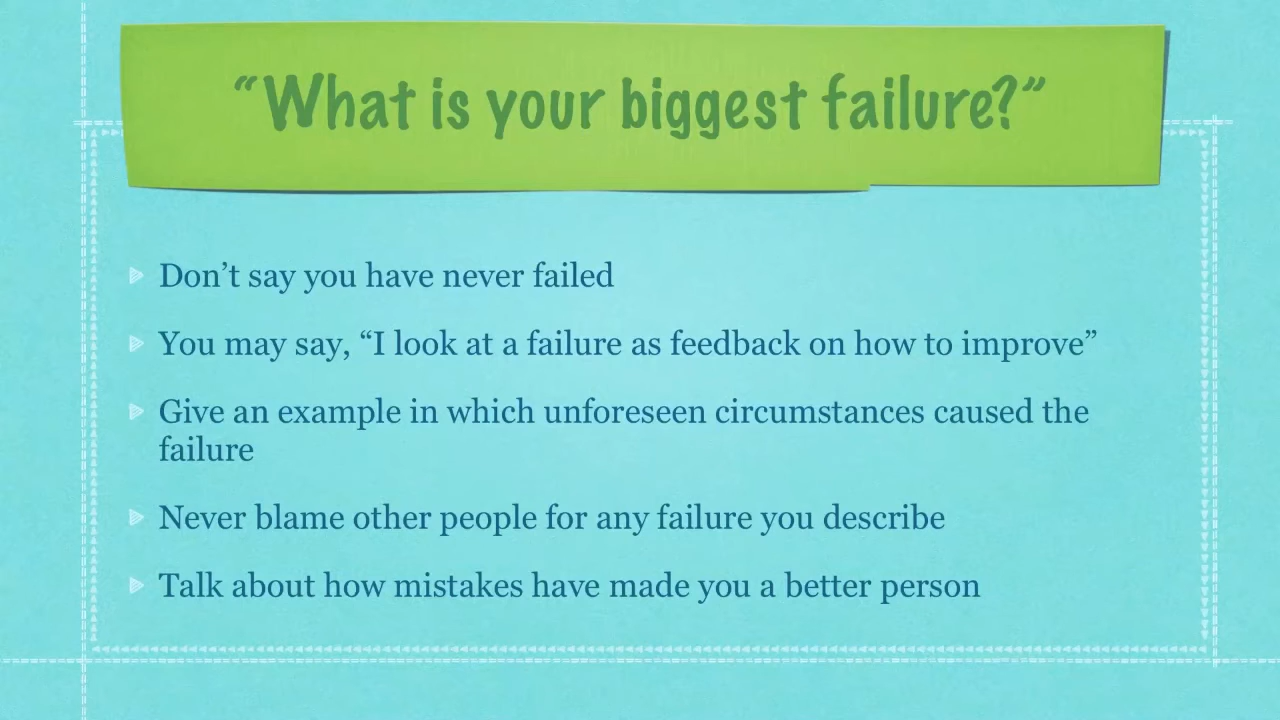 “What is your biggest failure?”
Don’t say you have never failed
You may say, “I look at a failure as feedback on how to improve”
Give an example in which unforeseen circumstances caused the
failure
Never blame other people for any failure you describe
Talk about how mistakes have made you a better person